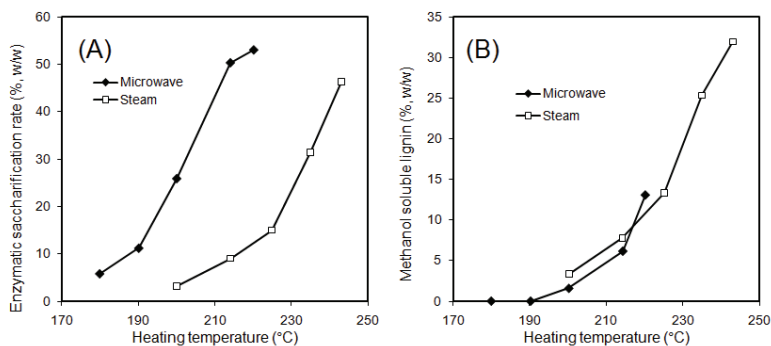 (A)
Enzymatic saccharification rate (%, w/w)
60
50
40
30
20
10
0
Microwave
Steam
170
190
210
230
250
Heating temperature (°C)
(B)
Methanol soluble lignin (%, w/w)
35
30
25
20
15
10
5
0
Microwave
Steam
170
190
210
230
250
Heating temperature (°C)